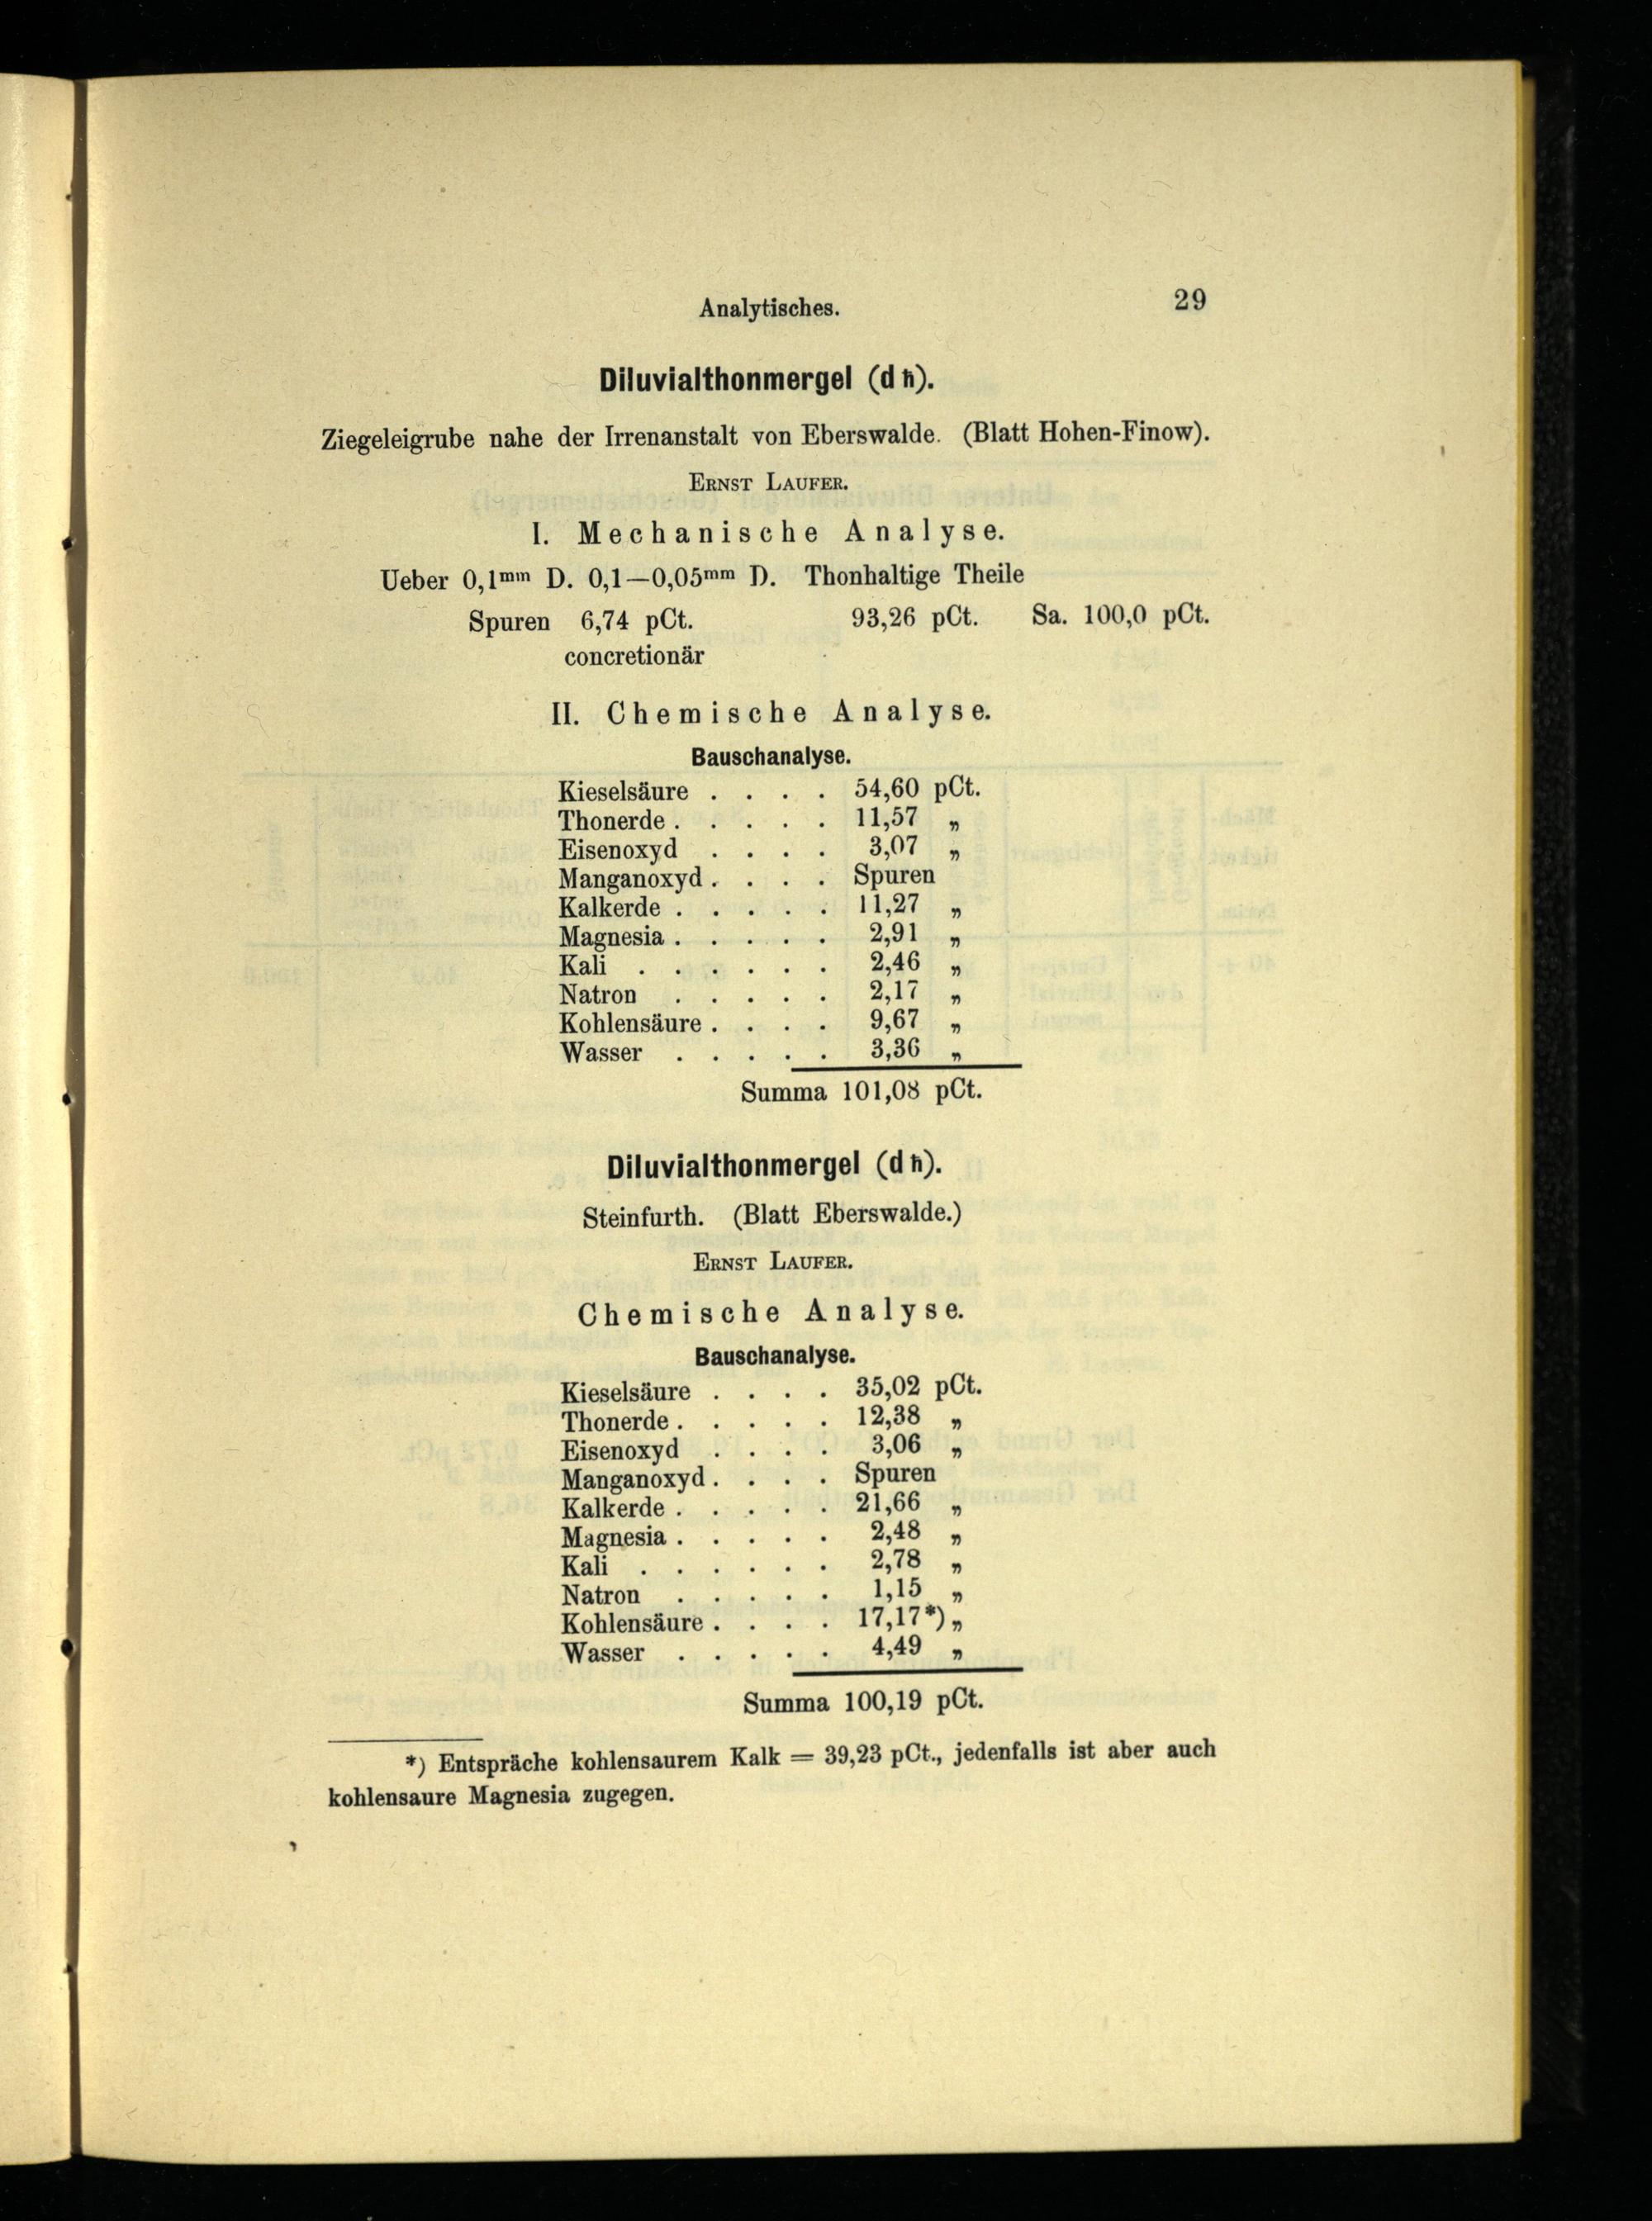 Analytisches. 29
Diluvialthonmergel (dħ).
Ziegeleigrube nahe der Irrenanstalt von Eberswalde. (Blatt Hohen-Finow).
ERNST LAUFER.
I. Mechanische Analyse.
Ueber 0,1mm D. 0,1—0,05mm D. Thonhaltige Theile
Spuren 6,74 pCt. 93,26 pCt. Sa. 100,0 pCt.
concretionär
II. Chemische Analyse.
Bauschanalyse.
Kieselsäure . . . . 54,60 pCt.
Thonerde . . . . . 11,57 „
Eisenoxyd . . . . 3,07 „
Manganoxyd . . . . Spuren
Kalkerde . . . . . 11,27 „
Magnesia . . . . . 2,91 „
Kali . . . . . . 2,46 „
Natron . . . . . 2,17 „
Kohlensäure . . . . 9,67 „
Wasser . . . . . 3,36 „
Summa 101,08 pCt.
Diluvialthonmergel (dħ).
Steinfurth. (Blatt Eberswalde.)
ERNST LAUFER.
Chemische Analyse.
Bauschanalyse.
Kieselsäure . . . . 35,02 pCt.
Thonerde . . . . . 12,38 „
Eisenoxyd . . . . 3,06 „
Manganoxyd . . . . Spuren
Kalkerde . . . . . 21,66 „
Magnesia . . . . . 2,48 „
Kali . . . . . . 2,78 „
Natron . . . . . 1,15 „
Kohlensäure . . . . 17,17*) „
Wasser . . . . . 4,49 „
Summa 100,19 pCt.
*) Entspräche kohlensaurem Kalk = 39,23 pCt., jedenfalls ist aber auch
kohlensaure Magnesia zugegen.